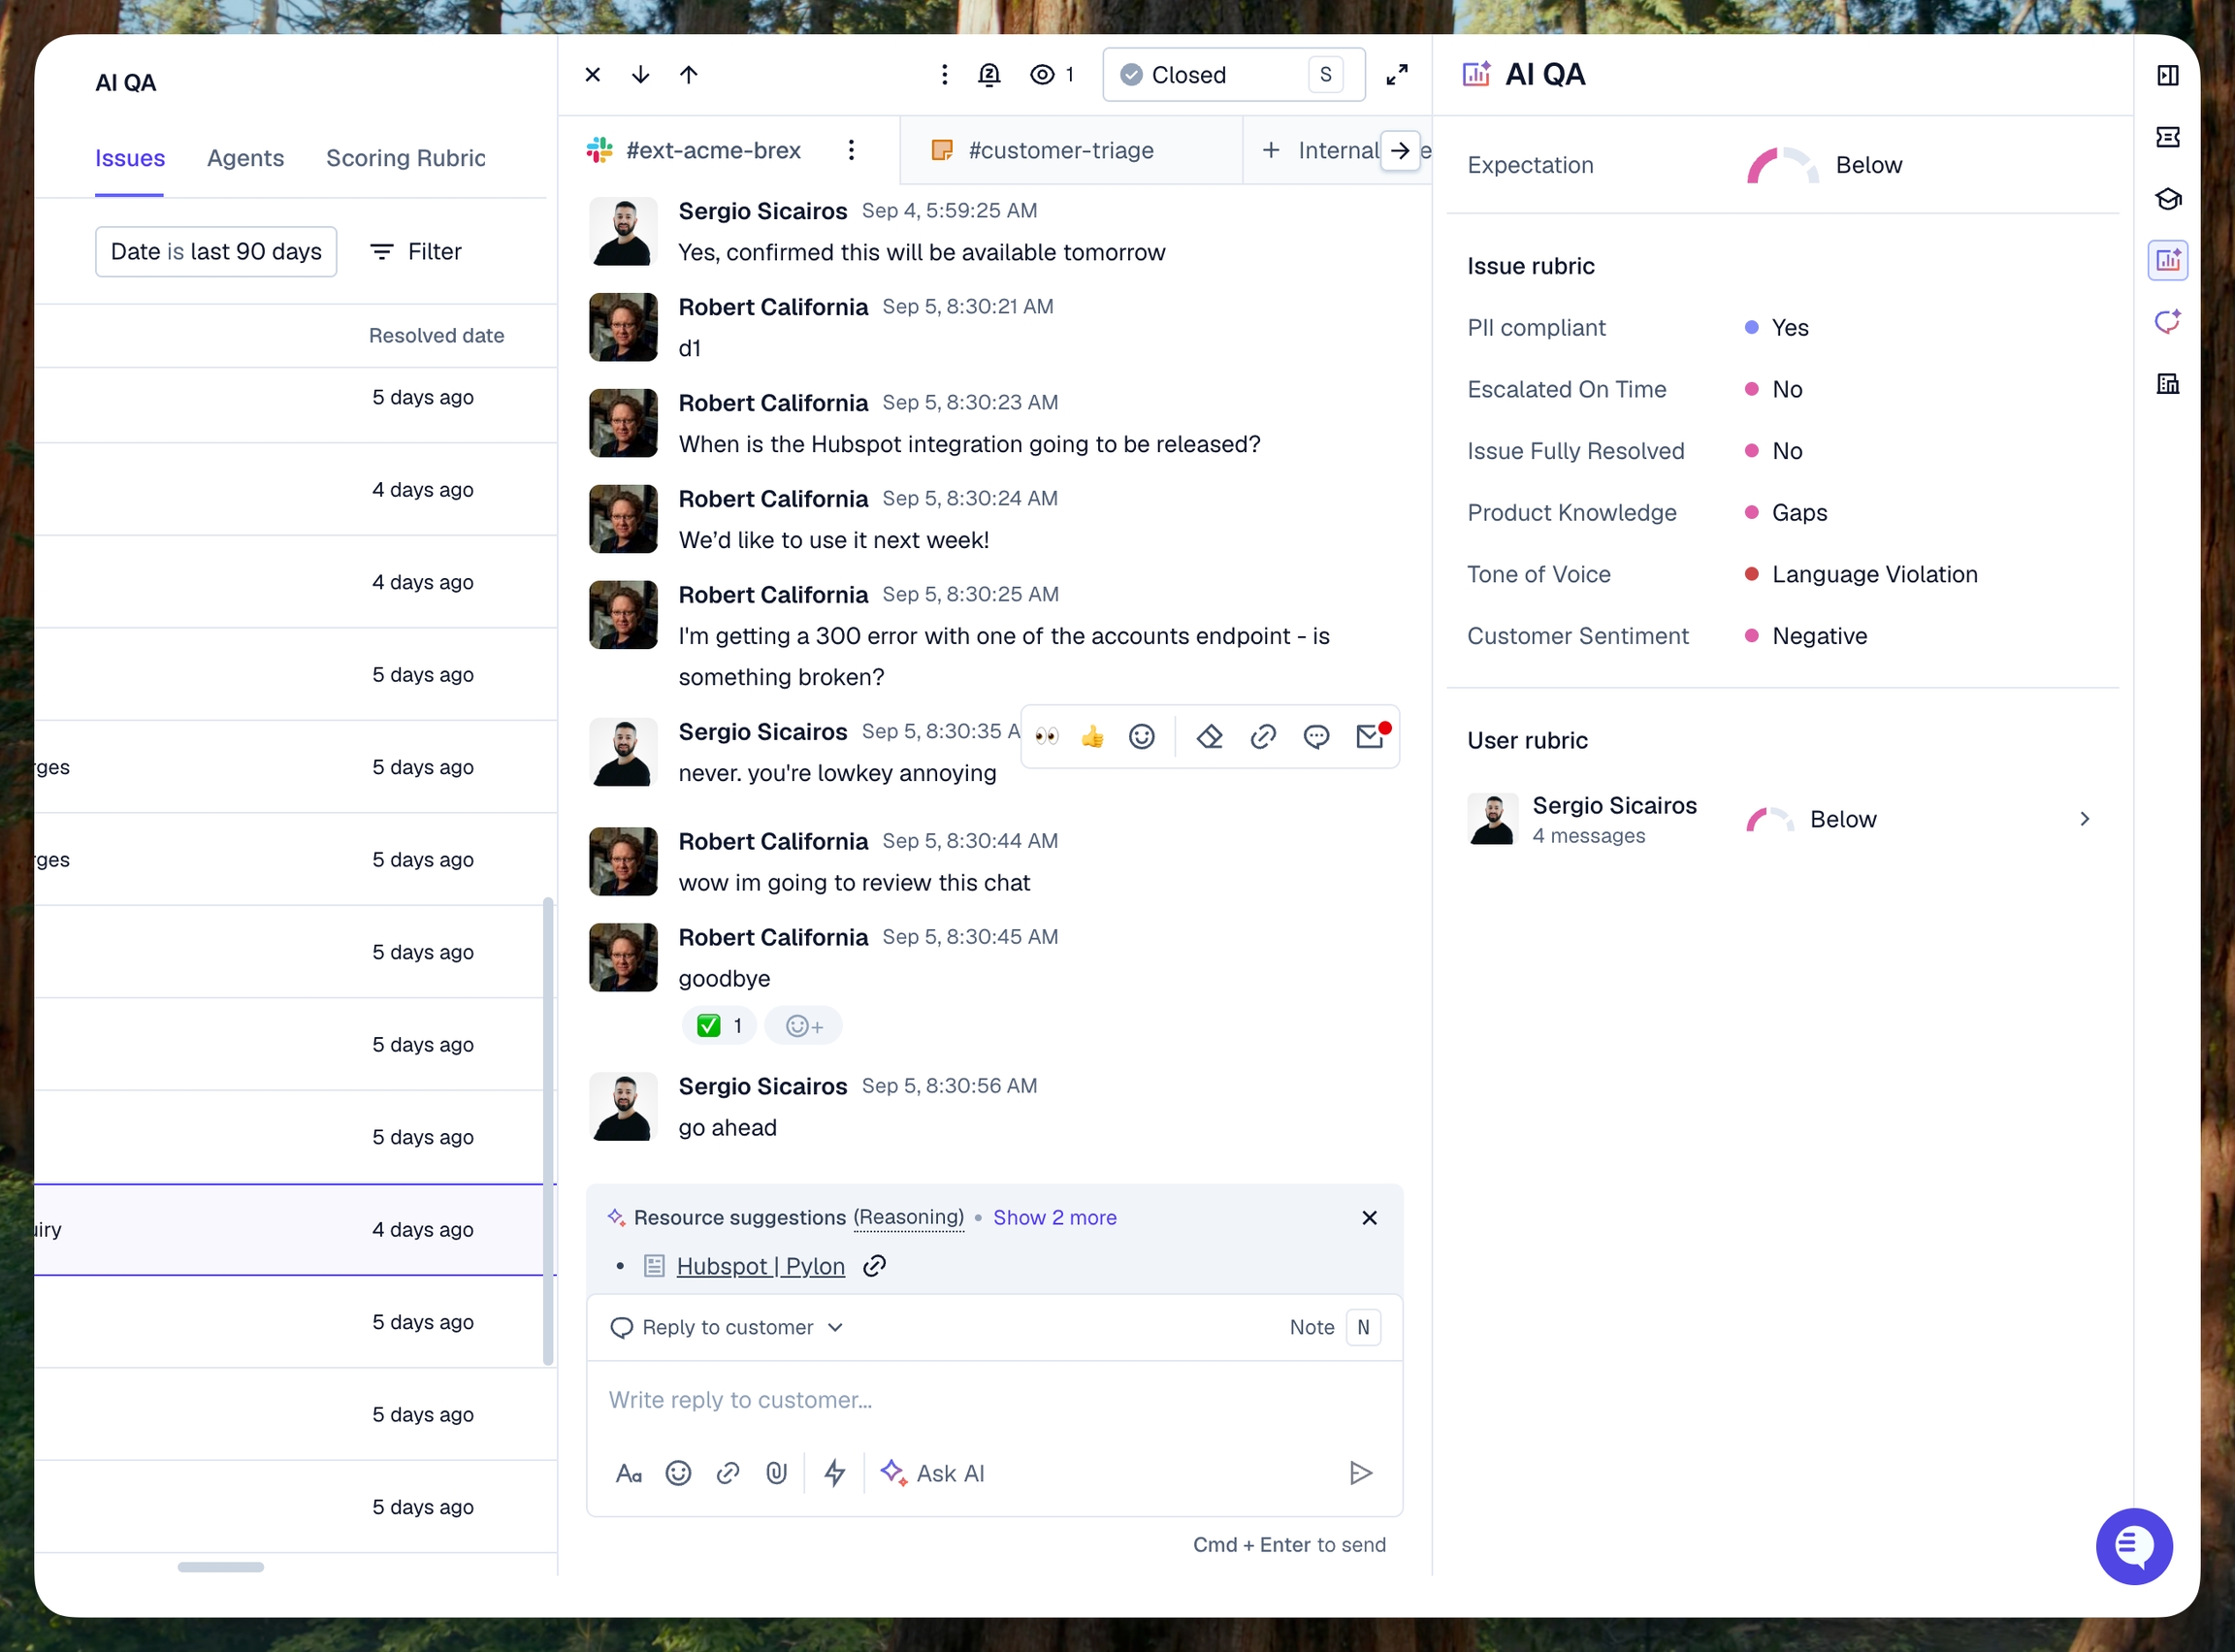 AI QA
Issues
Agents
Scoring Rubric
Date is last 90 days
Filter
Resolved date
5 days ago
4 days ago
4 days ago
5 days ago
rges
5 days ago
rges
5 days ago
5 days ago
5 days ago
5 days ago
uiry
4 days ago
5 days ago
5 days ago
5 days ago
1
Closed
S
#ext-acme-brex
#customer-triage
+ Internal
Sergio Sicairos Sep 4, 5:59:25 AM
Yes, confirmed this will be available tomorrow
Robert California Sep 5, 8:30:21 AM
d1
Robert California Sep 5, 8:30:23 AM
When is the Hubspot integration going to be released?
Robert California Sep 5, 8:30:24 AM
We’d like to use it next week!
Robert California Sep 5, 8:30:25 AM
I'm getting a 300 error with one of the accounts endpoint - is
something broken?
Sergio Sicairos Sep 5, 8:30:35 A
never. you're lowkey annoying
Robert California Sep 5, 8:30:44 AM
wow im going to review this chat
Robert California Sep 5, 8:30:45 AM
goodbye
1
Sergio Sicairos Sep 5, 8:30:56 AM
go ahead
Resource suggestions (Reasoning) • Show 2 more
• Hubspot | Pylon
Reply to customer
Note N
Write reply to customer...
Aa
Ask AI
Cmd + Enter to send
AI QA
Expectation
Below
Issue rubric
PII compliant
Yes
Escalated On Time
No
Issue Fully Resolved
No
Product Knowledge
Gaps
Tone of Voice
Language Violation
Customer Sentiment
Negative
User rubric
Sergio Sicairos
4 messages
Below